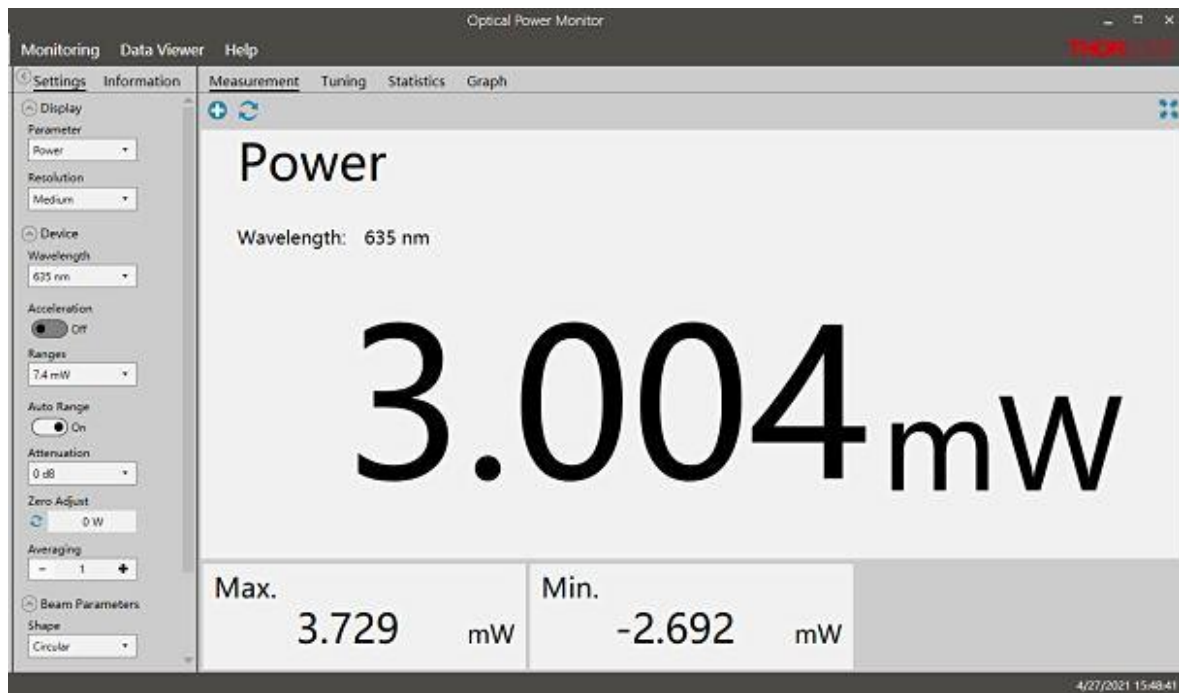 Optical Power Monitor
Monitoring Data Viewer Help
Settings Information
Measurement Tuning Statistics Graph
Display
Parameter
Power
Resolution
Medium
Device
Wavelength
635 nm
Acceleration
Off
Ranges
7.4 mW
Auto Range
On
Attenuation
0 dB
Zero Adjust
0 W
Averaging
- 1 +
Beam Parameters
Shape
Circular
Power
Wavelength: 635 nm
3.004 mW
Max.
3.729 mW
Min.
-2.692 mW
4/27/2021 15:48:41